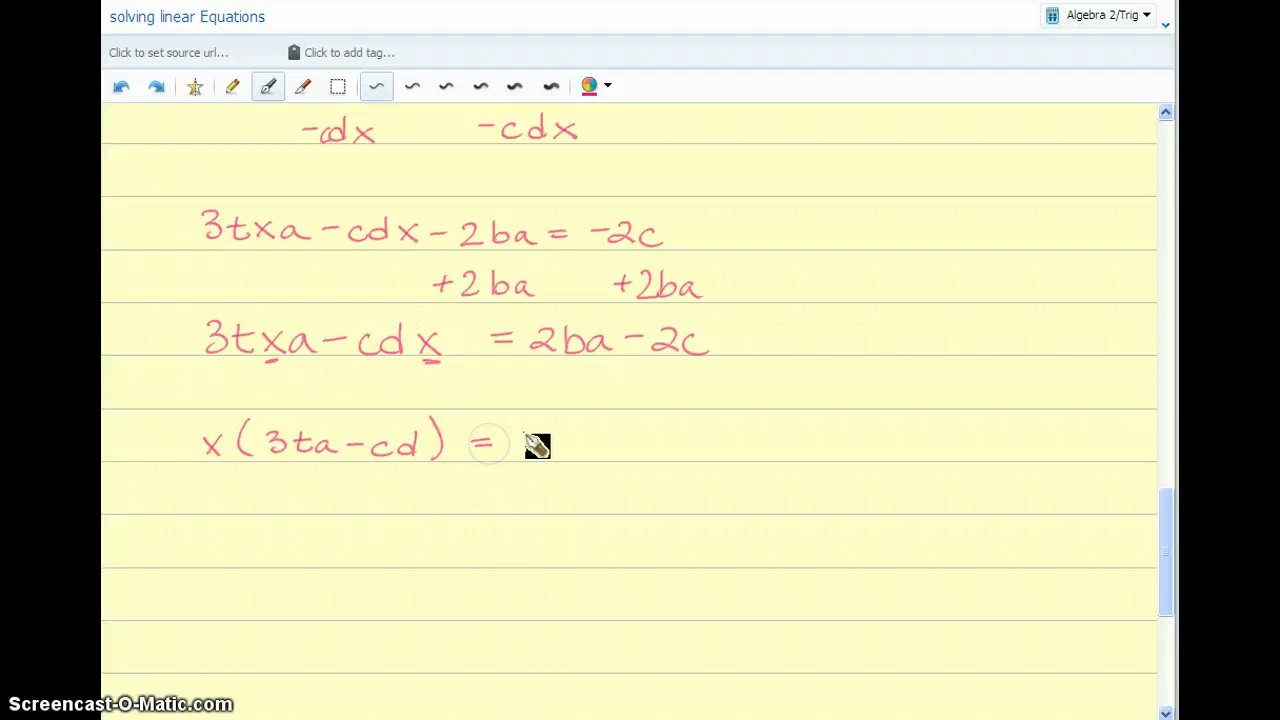 solving linear Equations
Algebra 2/Trig
Click to set source url...
Click to add tag...
-cdx -cdx
3txa - cdx - 2ba = -2c
+2ba +2ba
3txa - cdx = 2ba - 2c
x(3ta - cd) =
Screencast-O-Matic.com